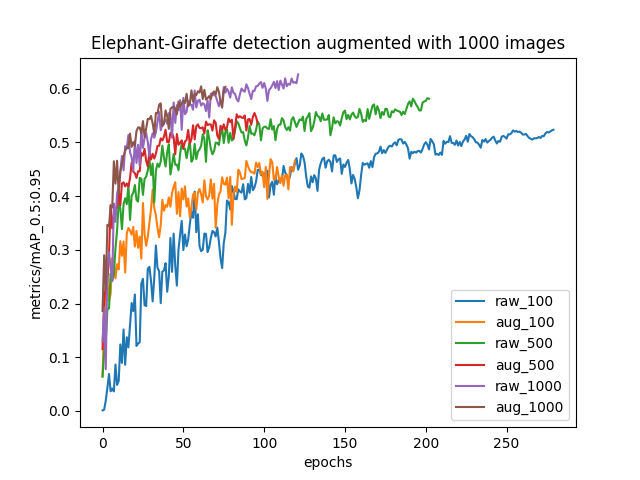 Elephant-Giraffe detection augmented with 1000 images
0.6
0.5
0.4
0.3
0.2
0.1
0.0
metrics/mAP_0.5:0.95
0 50 100 150 200 250
epochs
raw_100
aug_100
raw_500
aug_500
raw_1000
aug_1000